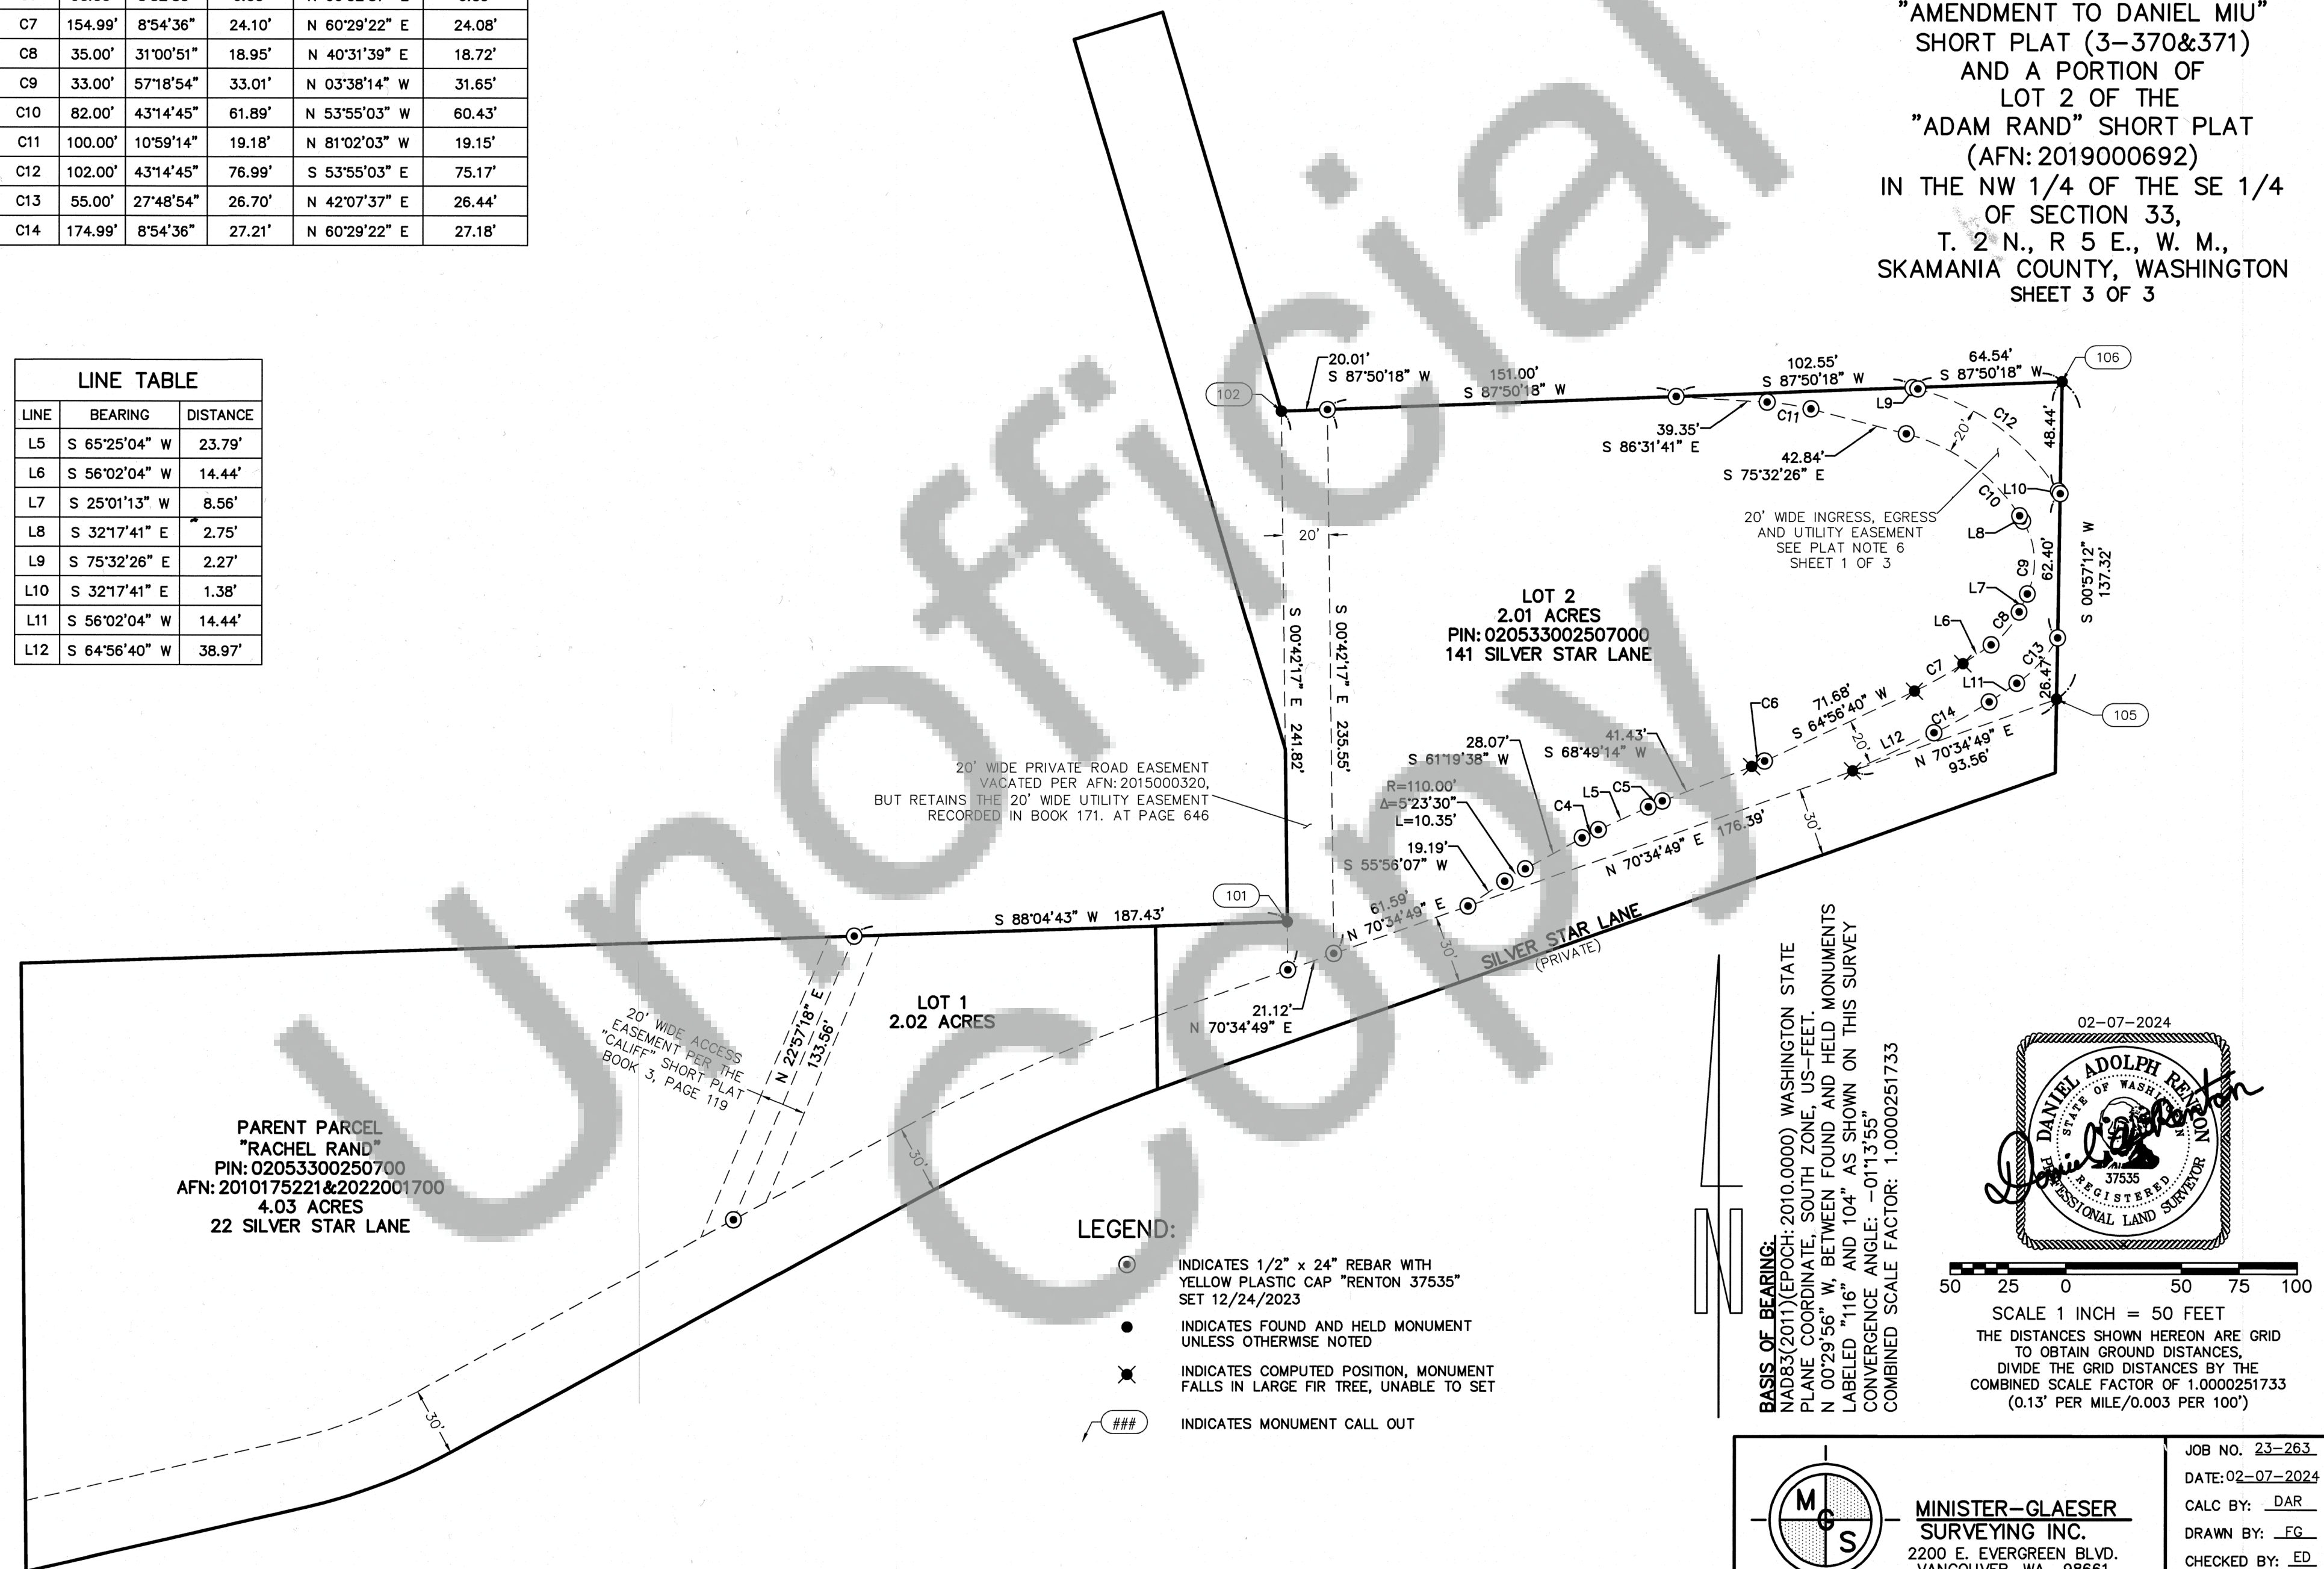 C7 154.99' 8°54'36" 24.10' N 60°29'22" E 24.08'
C8 35.00' 31°00'51" 18.95' N 40°31'39" E 18.72'
C9 33.00' 57°18'54" 33.01' N 03°38'14" W 31.65'
C10 82.00' 43°14'45" 61.89' N 53°55'03" W 60.43'
C11 100.00' 10°59'14" 19.18' N 81°02'03" W 19.15'
C12 102.00' 43°14'45" 76.99' S 53°55'03" E 75.17'
C13 55.00' 27°48'54" 26.70' N 42°07'37" E 26.44'
C14 174.99' 8°54'36" 27.21' N 60°29'22" E 27.18'
"AMENDMENT TO DANIEL MIU"
SHORT PLAT (3-370&371)
AND A PORTION OF
LOT 2 OF THE
"ADAM RAND" SHORT PLAT
(AFN: 2019000692)
IN THE NW 1/4 OF THE SE 1/4
OF SECTION 33,
T. 2 N., R 5 E., W. M.,
SKAMANIA COUNTY, WASHINGTON
SHEET 3 OF 3
LINE TABLE
LINE BEARING DISTANCE
L5 S 65°25'04" W 23.79'
L6 S 56°02'04" W 14.44'
L7 S 25°01'13" W 8.56'
L8 S 32°17'41" E 2.75'
L9 S 75°32'26" E 2.27'
L10 S 32°17'41" E 1.38'
L11 S 56°02'04" W 14.44'
L12 S 64°56'40" W 38.97'
Unofficial
Copy
102
20.01'
S 87°50'18" W
151.00'
S 87°50'18" W
102.55'
S 87°50'18" W
64.54'
S 87°50'18" W
106
L9
C12
C11
39.35'
S 86°31'41" E
42.84'
S 75°32'26" E
20'
48.44'
C10
L10
L8
20' WIDE INGRESS, EGRESS
AND UTILITY EASEMENT
SEE PLAT NOTE 6
SHEET 1 OF 3
20'
C9
62.40'
S 00°57'12" W
137.32'
L7
C8
L6
LOT 2
2.01 ACRES
PIN: 020533002507000
141 SILVER STAR LANE
S 00°42'17" E 241.82'
S 00°42'17" E 235.55'
C7
C13
L11
26.47'
105
C6
71.68'
S 64°56'40" W
20'
L12
C14
N 70°34'49" E
93.56'
41.43'
S 68°49'14" W
28.07'
S 61°19'38" W
R=110.00'
Δ=5°23'30"
L=10.35'
C4
L5
C5
19.19'
S 55°56'07" W
61.59'
N 70°34'49" E
N 70°34'49" E 176.39'
30'
20' WIDE PRIVATE ROAD EASEMENT
VACATED PER AFN: 2015000320,
BUT RETAINS THE 20' WIDE UTILITY EASEMENT
RECORDED IN BOOK 171. AT PAGE 646
101
S 88°04'43" W 187.43'
30'
SILVER STAR LANE
(PRIVATE)
21.12'
N 70°34'49" E
LOT 1
2.02 ACRES
N 22°57'18" E
133.56'
20' WIDE ACCESS
EASEMENT PER THE
"CALIFF" SHORT PLAT
BOOK 3, PAGE 119
30'
PARENT PARCEL
"RACHEL RAND"
PIN: 02053300250700
AFN: 2010175221&2022001700
4.03 ACRES
22 SILVER STAR LANE
30'
LEGEND:
INDICATES 1/2" x 24" REBAR WITH
YELLOW PLASTIC CAP "RENTON 37535"
SET 12/24/2023
INDICATES FOUND AND HELD MONUMENT
UNLESS OTHERWISE NOTED
INDICATES COMPUTED POSITION, MONUMENT
FALLS IN LARGE FIR TREE, UNABLE TO SET
###
INDICATES MONUMENT CALL OUT
N
BASIS OF BEARING:
NAD83(2011)(EPOCH: 2010.0000) WASHINGTON STATE
PLANE COORDINATE, SOUTH ZONE, US-FEET.
N 00°29'56" W, BETWEEN FOUND AND HELD MONUMENTS
LABELED "116" AND 104" AS SHOWN ON THIS SURVEY
CONVERGENCE ANGLE: -01°13'55"
COMBINED SCALE FACTOR: 1.0000251733
02-07-2024
DANIEL ADOLPH RENTON
STATE OF WASHINGTON
37535
REGISTERED
PROFESSIONAL LAND SURVEYOR
Daniel A Renton
50 25 0 50 75 100
SCALE 1 INCH = 50 FEET
THE DISTANCES SHOWN HEREON ARE GRID
TO OBTAIN GROUND DISTANCES,
DIVIDE THE GRID DISTANCES BY THE
COMBINED SCALE FACTOR OF 1.0000251733
(0.13' PER MILE/0.003 PER 100')
M G S
MINISTER-GLAESER
SURVEYING INC.
2200 E. EVERGREEN BLVD.
VANCOUVER, WA. 98661
JOB NO. 23-263
DATE: 02-07-2024
CALC BY: DAR
DRAWN BY: FG
CHECKED BY: ED